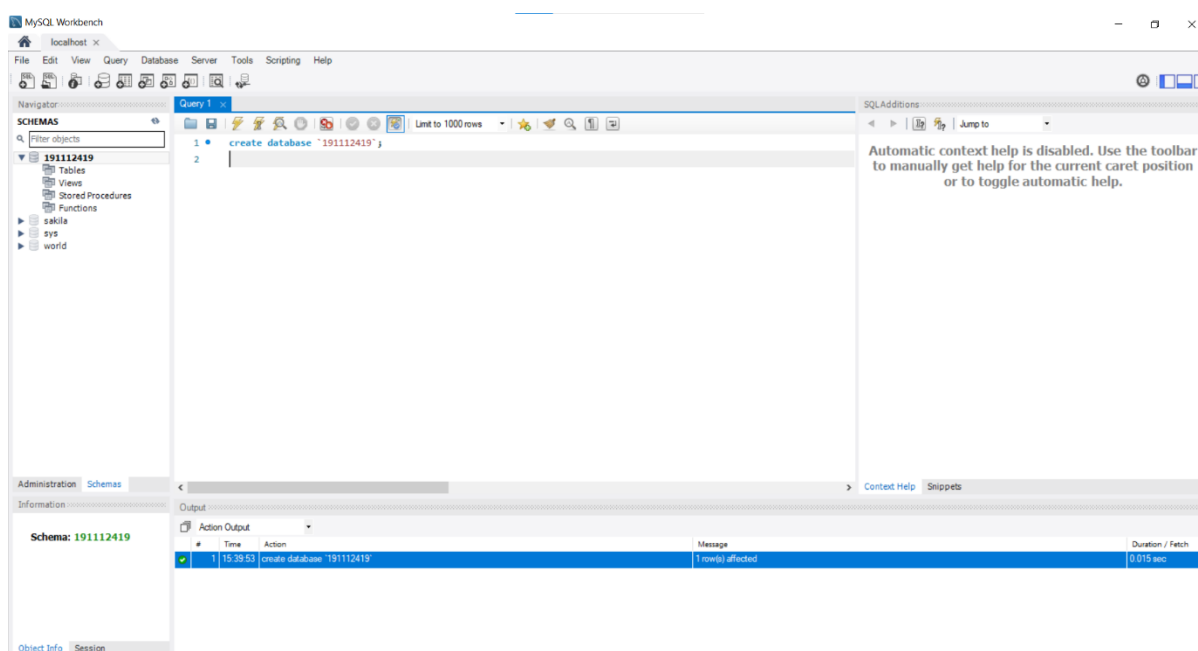 MySQL Workbench
localhost ×
File Edit View Query Database Server Tools Scripting Help
Navigator
SCHEMAS
Filter objects
191112419
Tables
Views
Stored Procedures
Functions
sakila
sys
world
Administration Schemas
Information
Schema: 191112419
Object Info Session
Query 1 ×
Limit to 1000 rows
1 create database `191112419`;
2
SQLAdditions
Jump to
Automatic context help is disabled. Use the toolbar
to manually get help for the current caret position
or to toggle automatic help.
Context Help Snippets
Output
Action Output
# Time Action Message Duration / Fetch
1 15:39:53 create database `191112419` 1 row(s) affected 0.015 sec